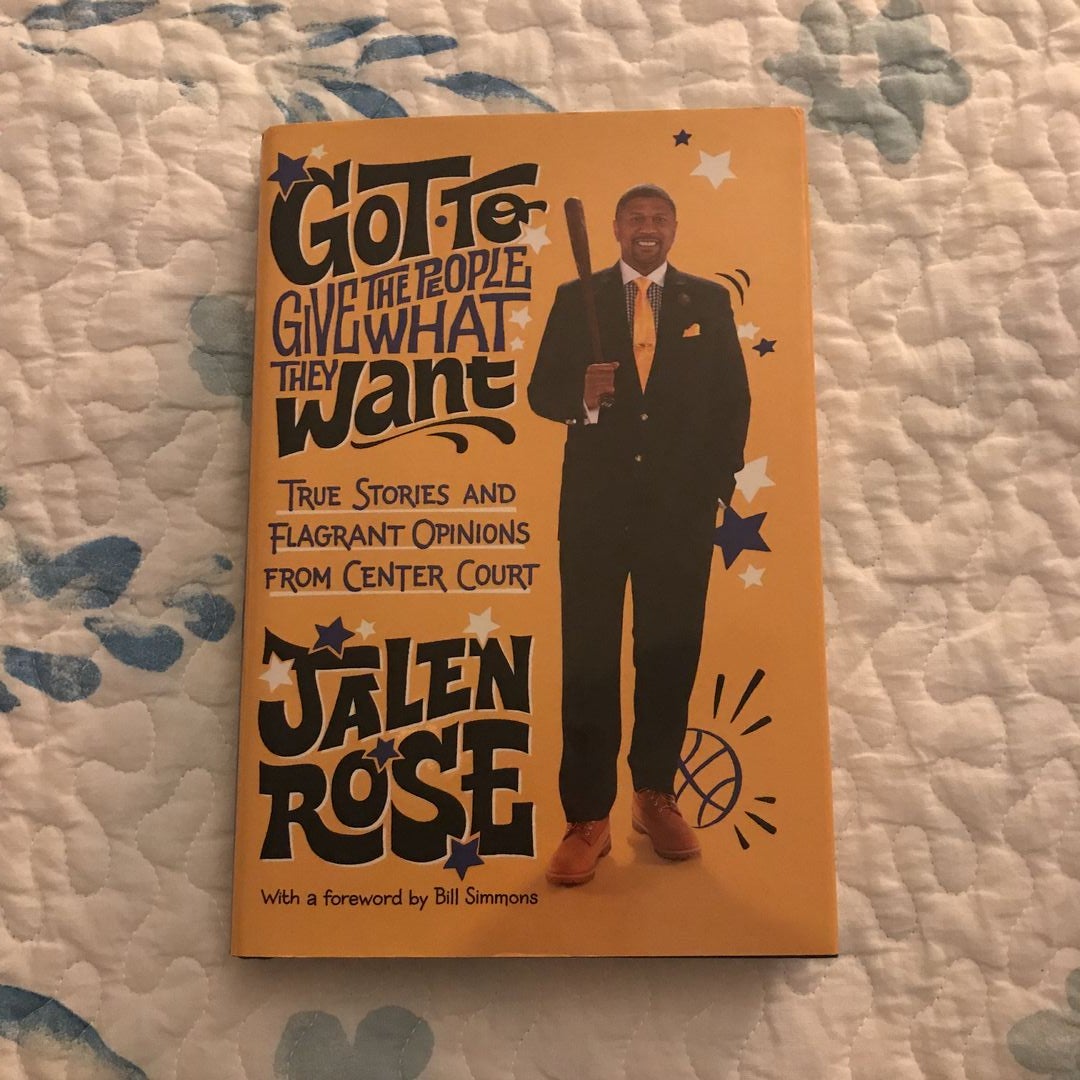 GOT·TO
GIVE THE PEOPLE
WHAT
THEY want
TRUE STORIES AND
FLAGRANT OPINIONS
FROM CENTER COURT
JALEN
ROSE
With a foreword by Bill Simmons